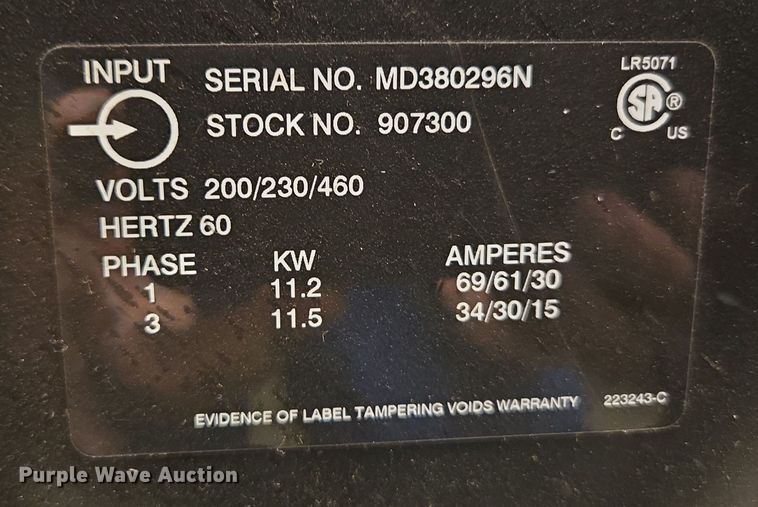 INPUT
SERIAL NO. MD380296N
STOCK NO. 907300
LR5071
SA ®
C US
VOLTS 200/230/460
HERTZ 60
PHASE KW AMPERES
1 11.2 69/61/30
3 11.5 34/30/15
EVIDENCE OF LABEL TAMPERING VOIDS WARRANTY 223243-C
Purple Wave Auction